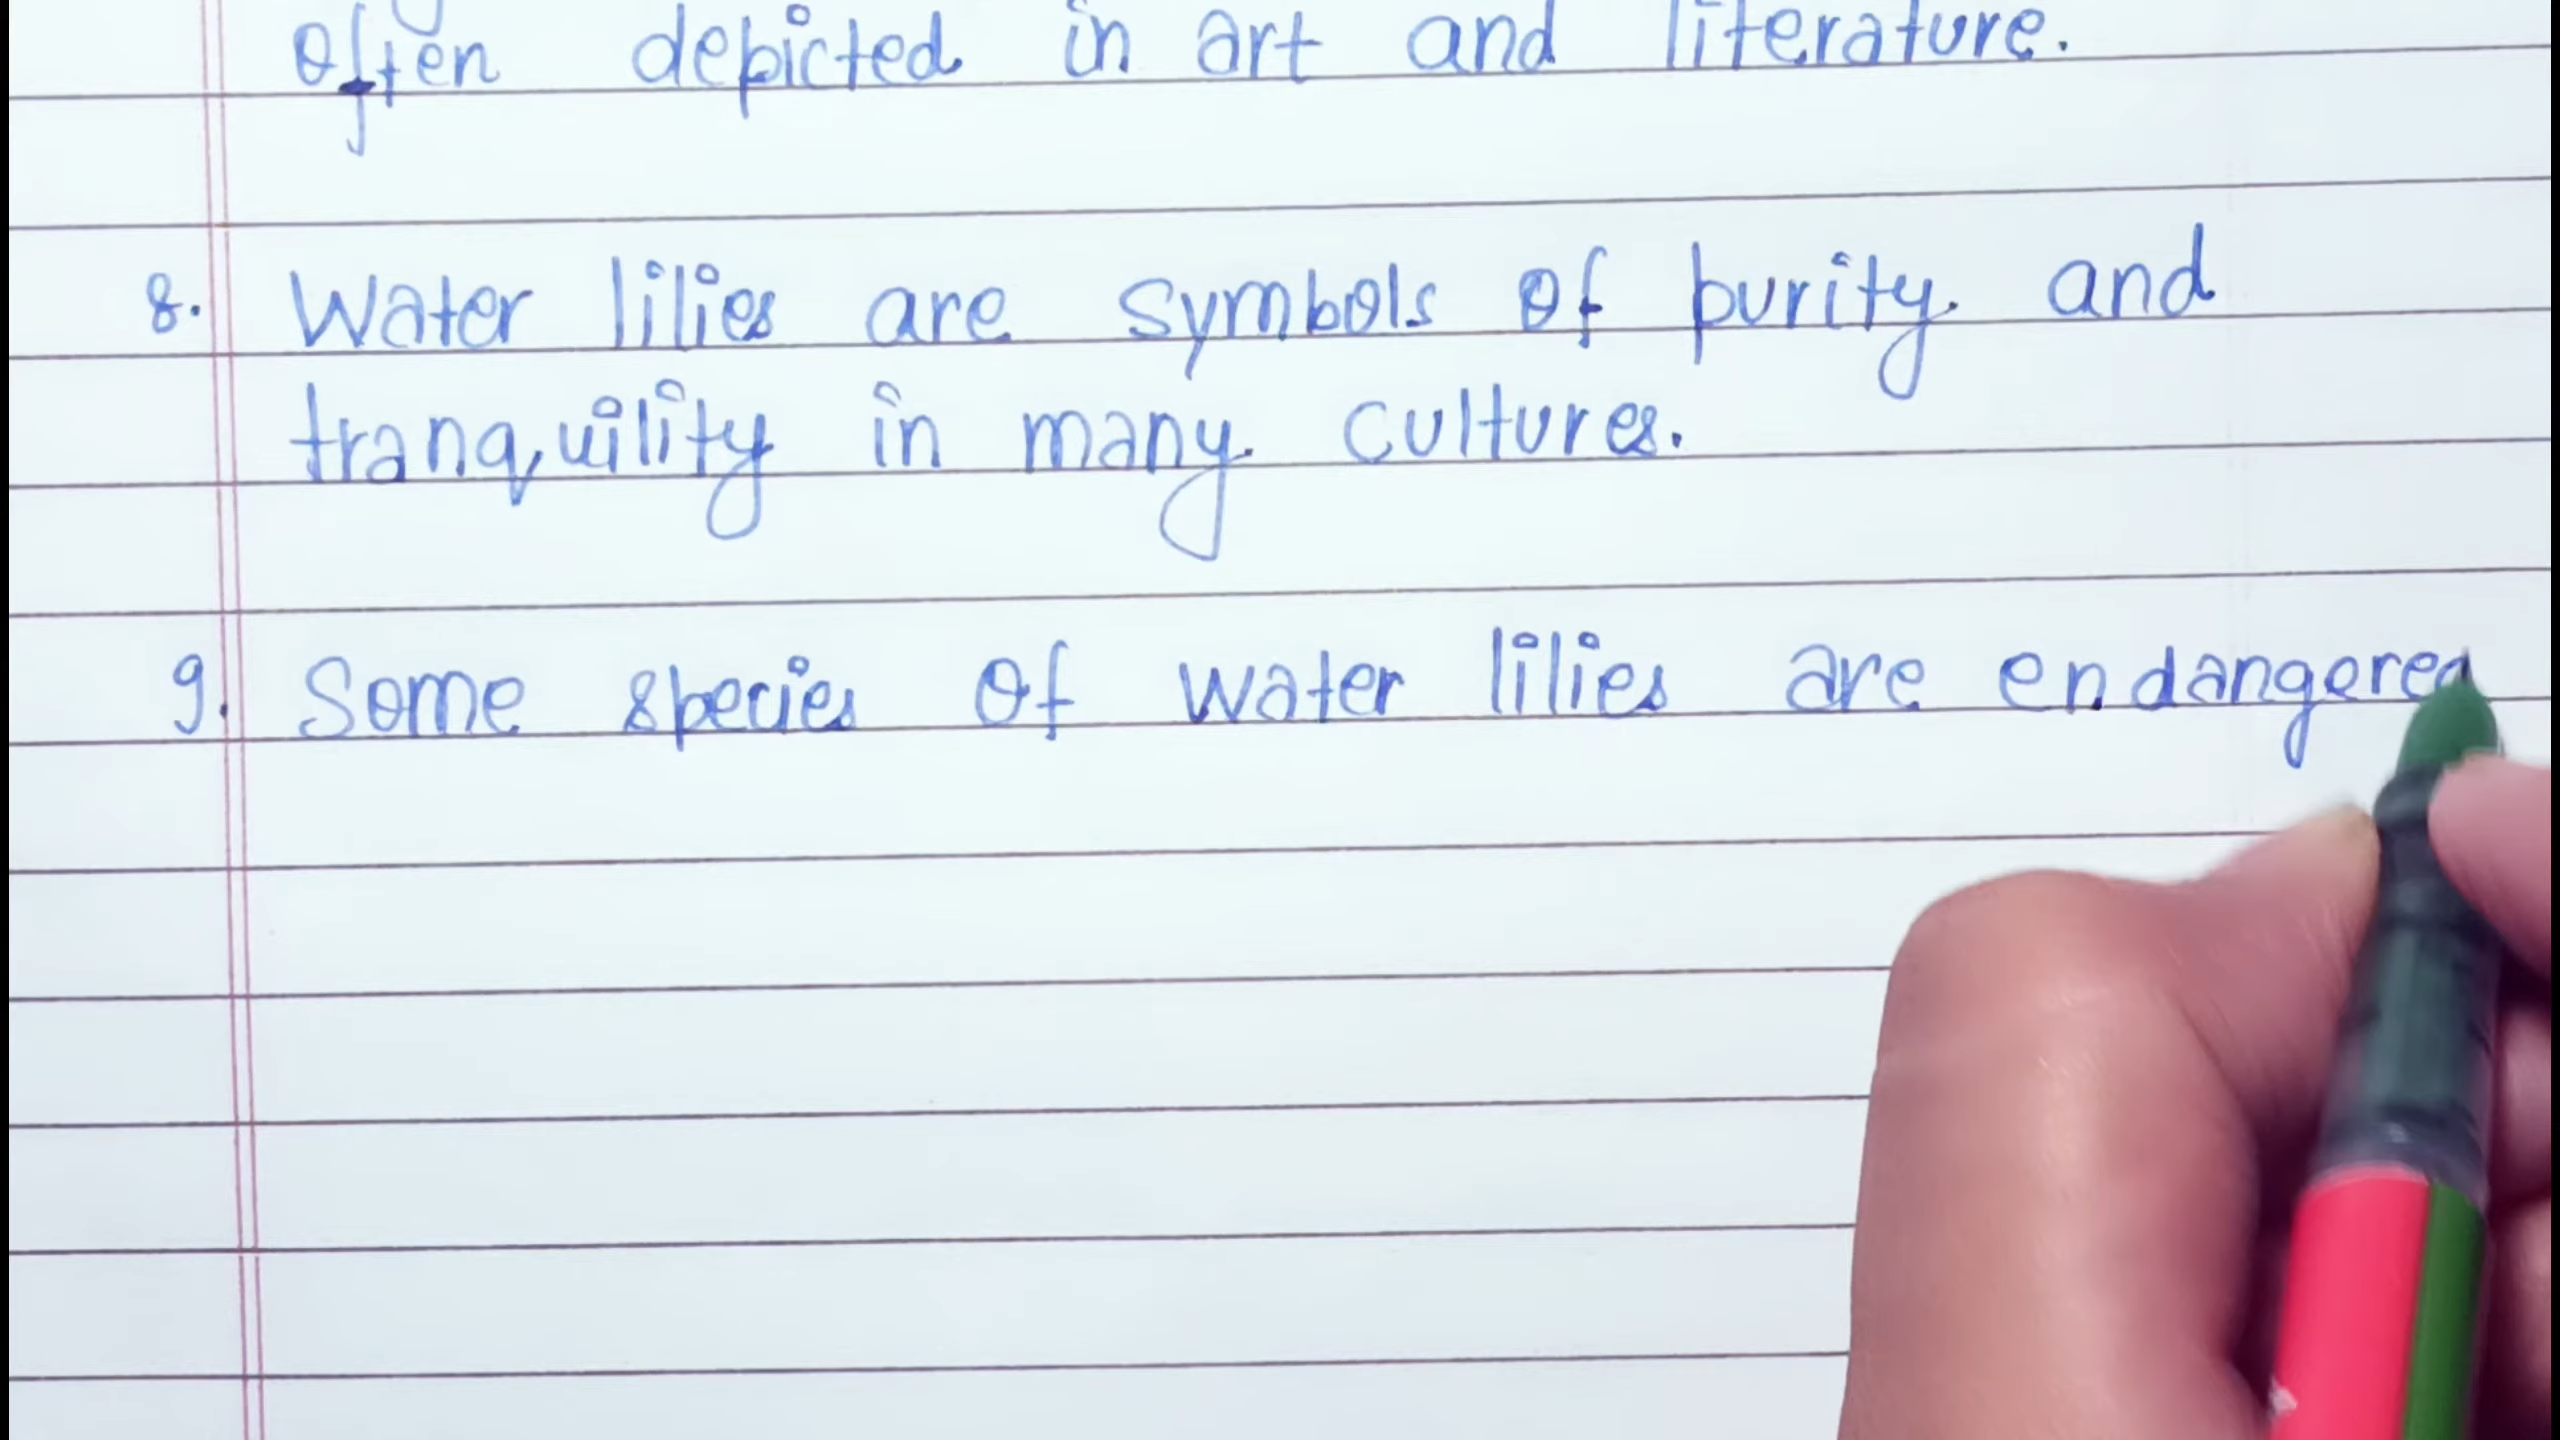 often depicted in art and literature.
8. Water lilies are symbols of purity and
tranquility in many cultures.
9. Some species of water lilies are endangered